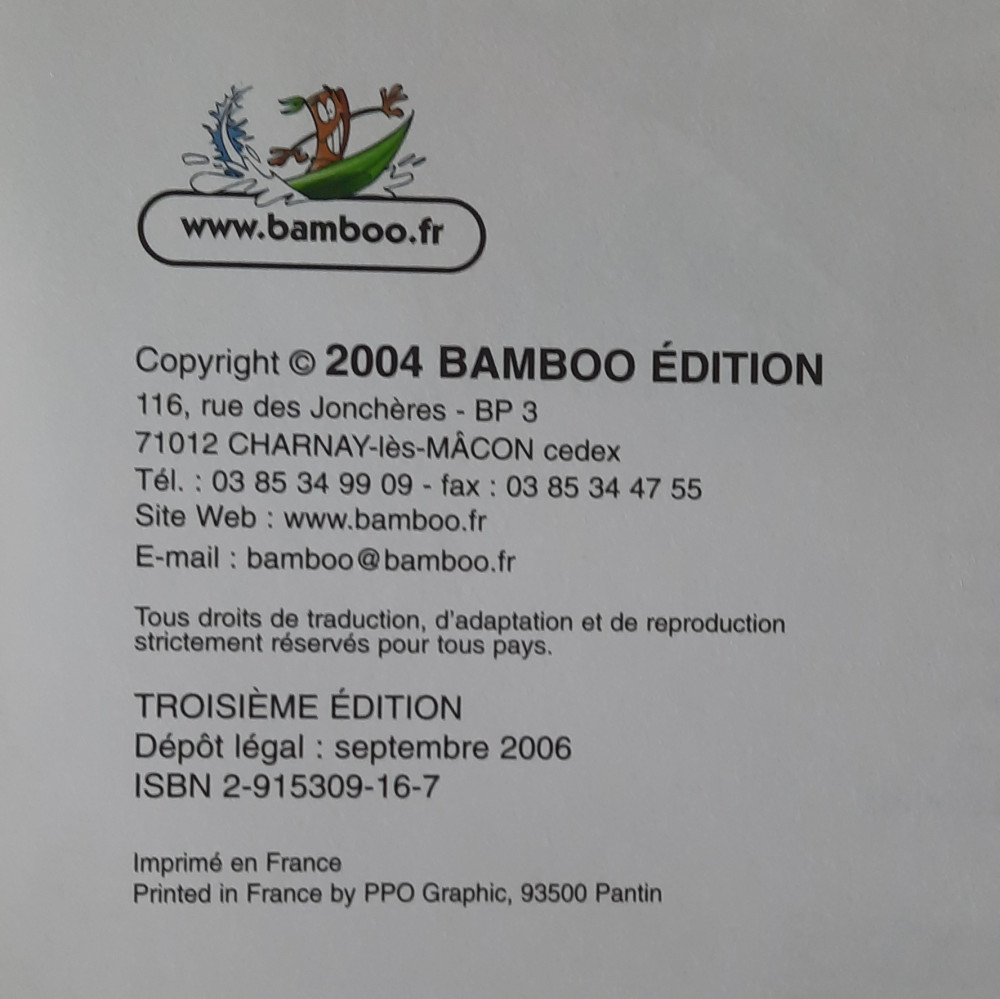 www.bamboo.fr
Copyright © 2004 BAMBOO ÉDITION
116, rue des Jonchères - BP 3
71012 CHARNAY-lès-MÂCON cedex
Tél. : 03 85 34 99 09 - fax : 03 85 34 47 55
Site Web : www.bamboo.fr
E-mail : bamboo@bamboo.fr
Tous droits de traduction, d'adaptation et de reproduction
strictement réservés pour tous pays.
TROISIÈME ÉDITION
Dépôt légal : septembre 2006
ISBN 2-915309-16-7
Imprimé en France
Printed in France by PPO Graphic, 93500 Pantin